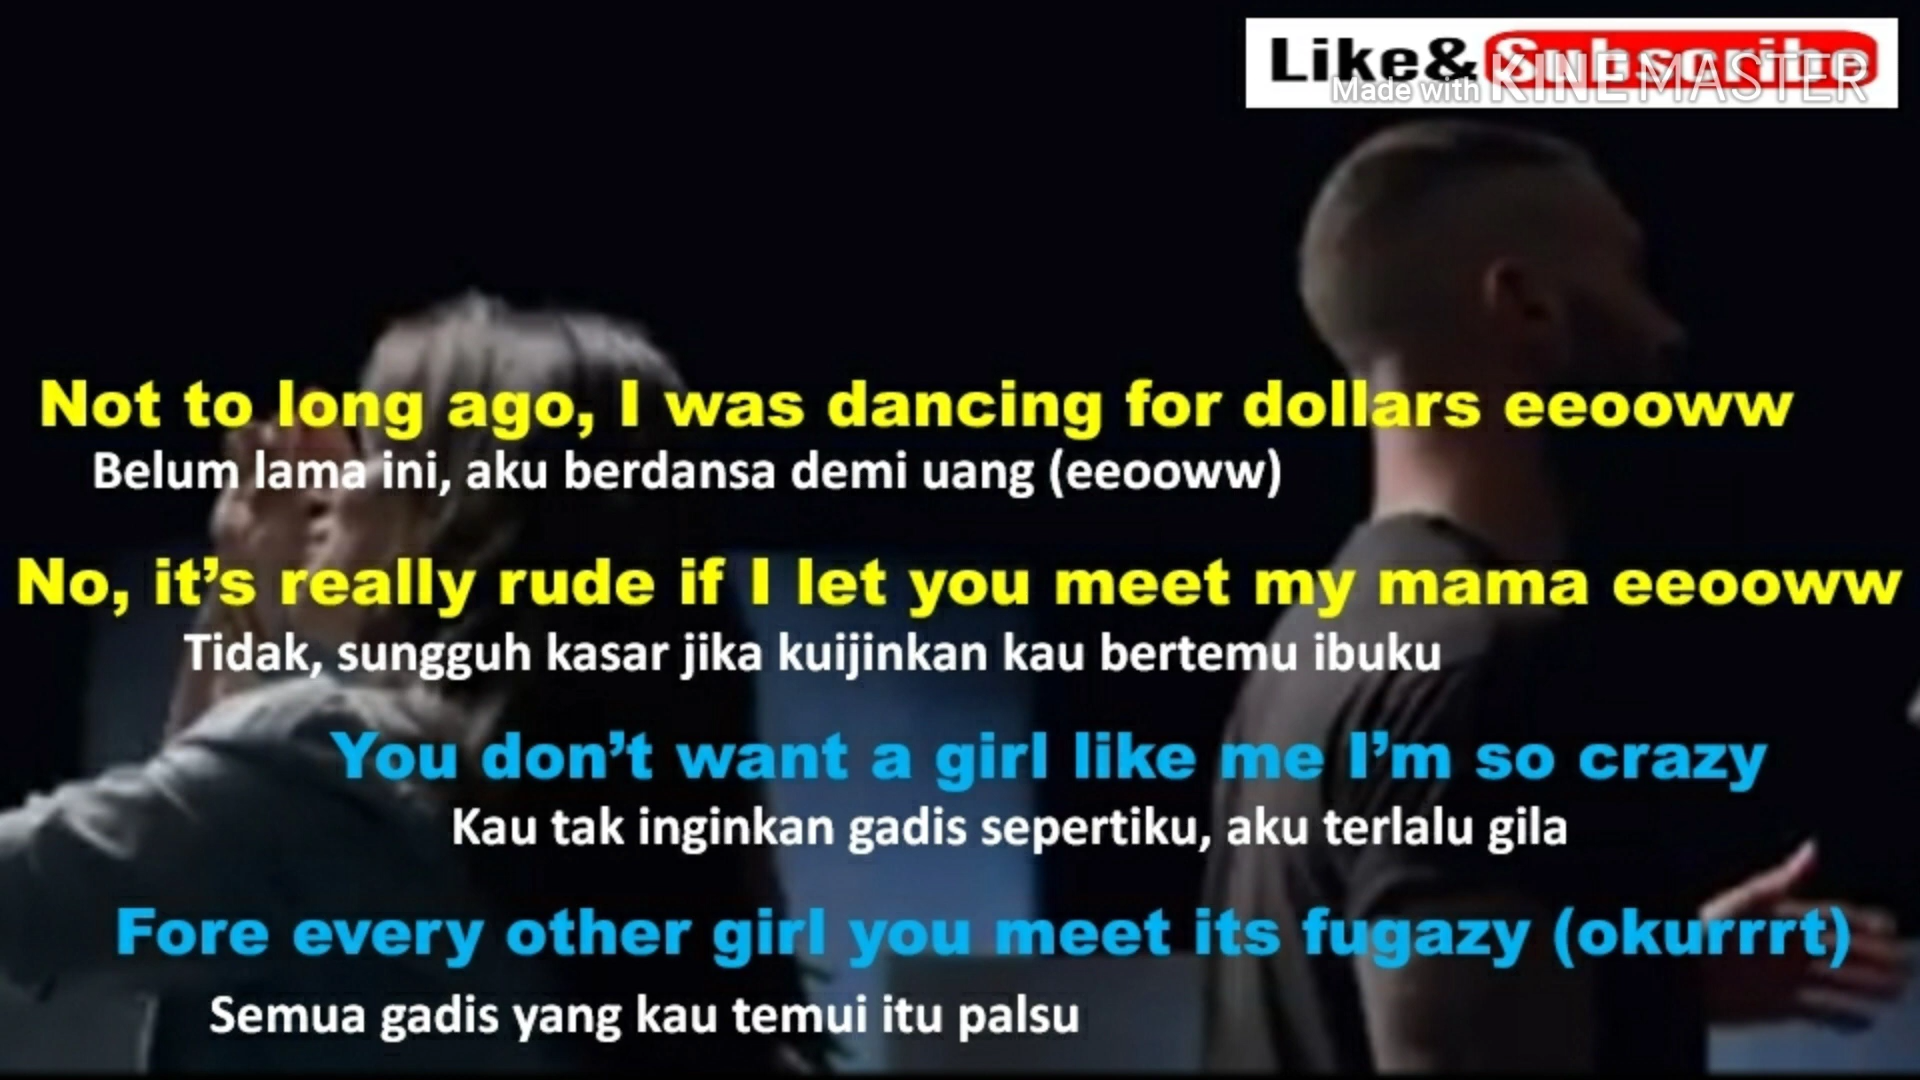 Like& Subscribe
Made with KINEMASTER
Not to long ago, I was dancing for dollars eeooww
Belum lama ini, aku berdansa demi uang (eeooww)
No, it’s really rude if I let you meet my mama eeooww
Tidak, sungguh kasar jika kuijinkan kau bertemu ibuku
You don’t want a girl like me I’m so crazy
Kau tak inginkan gadis sepertiku, aku terlalu gila
Fore every other girl you meet its fugazy (okurrrt)
Semua gadis yang kau temui itu palsu